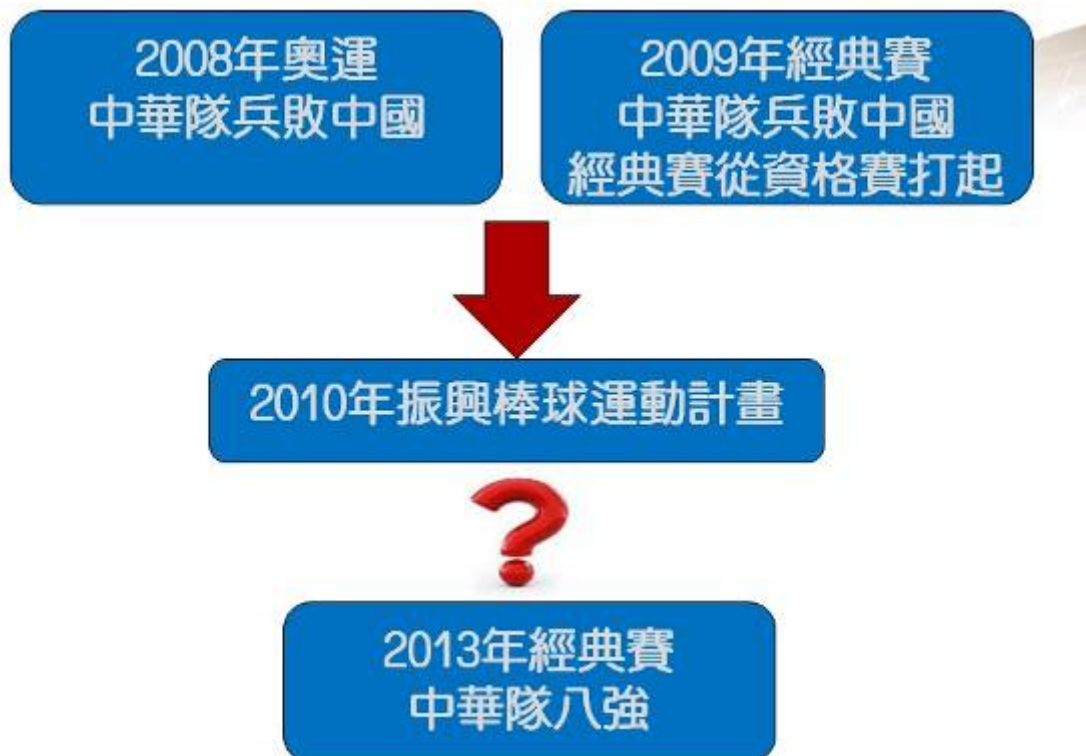 2008年奧運
中華隊兵敗中國
2009年經典賽
中華隊兵敗中國
經典賽從資格賽打起
2010年振興棒球運動計畫
?
2013年經典賽
中華隊八強